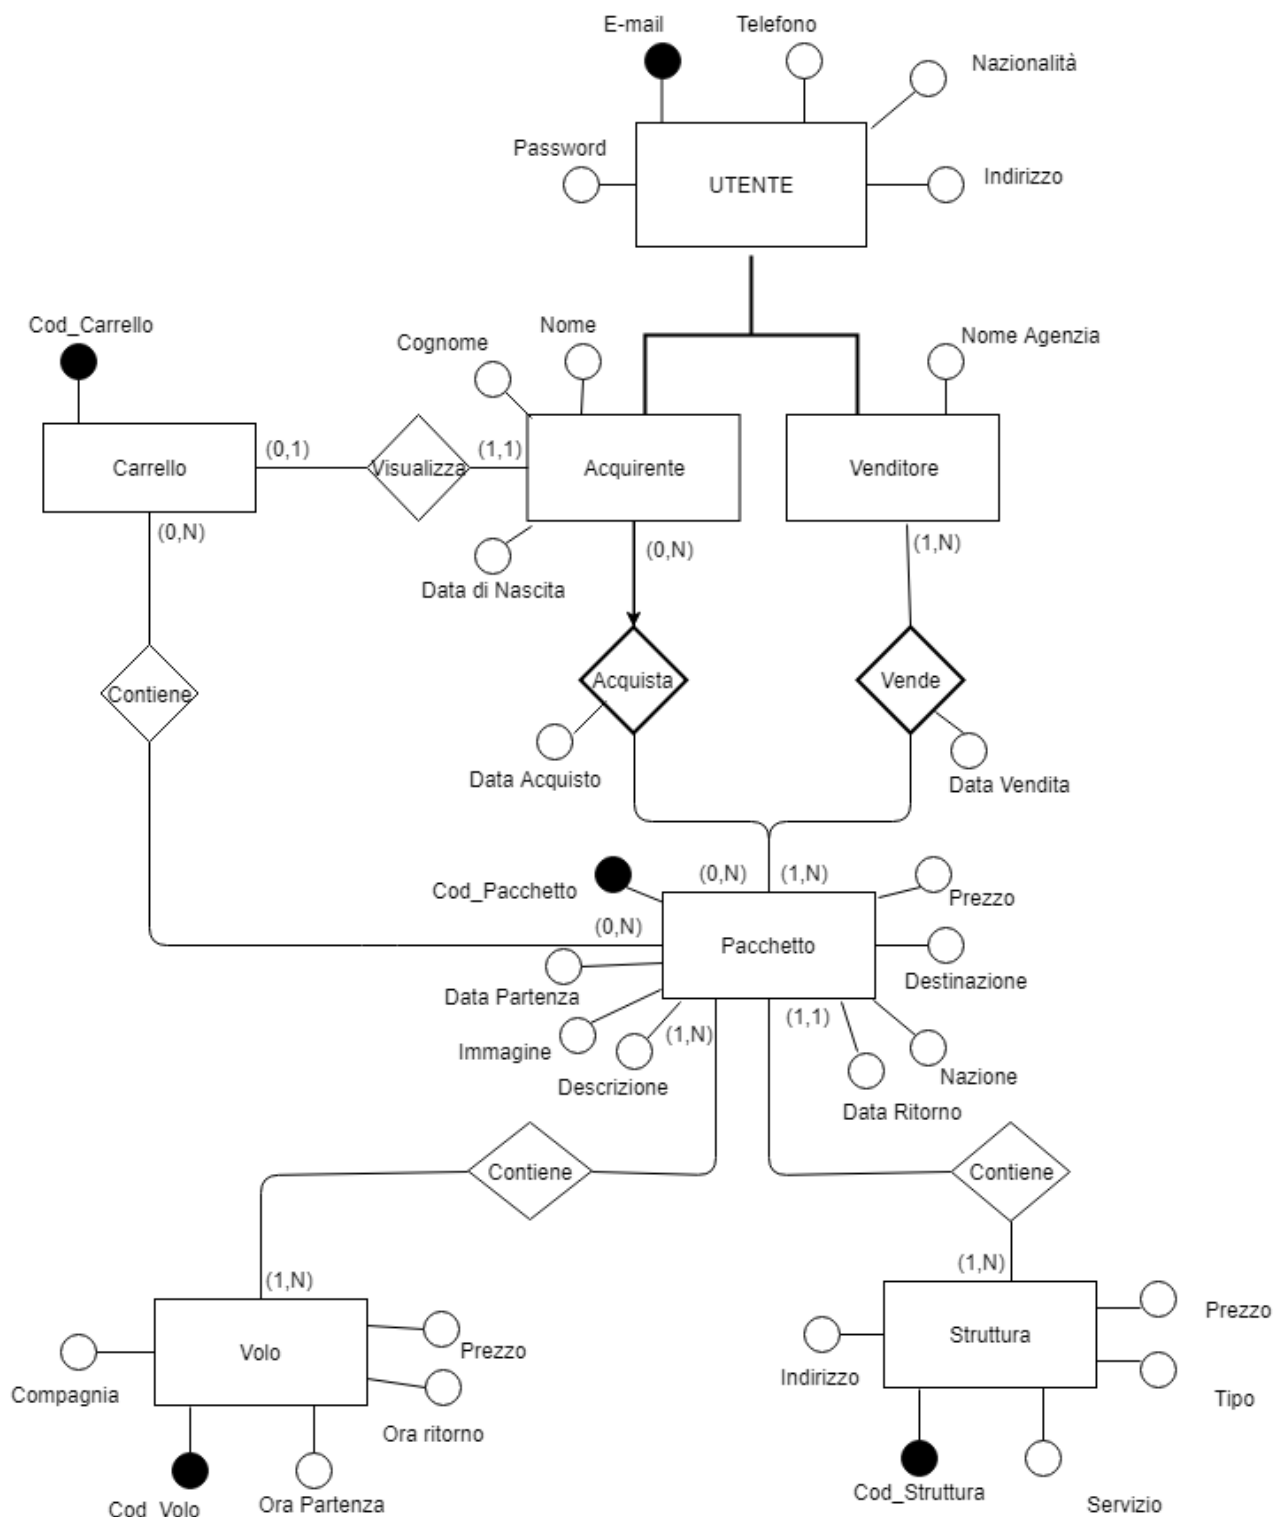 E-mail
Telefono
Nazionalità
Password
UTENTE
Indirizzo
Cod_Carrello
Cognome
Nome
Nome Agenzia
Carrello
(0,1)
Visualizza
(1,1)
Acquirente
Venditore
(0,N)
(0,N)
(1,N)
Data di Nascita
Contiene
Acquista
Vende
Data Acquisto
Data Vendita
Cod_Pacchetto
(0,N)
(1,N)
Prezzo
(0,N)
Pacchetto
Destinazione
Data Partenza
(1,N)
(1,1)
Immagine
Descrizione
Nazione
Data Ritorno
Contiene
Contiene
(1,N)
(1,N)
Compagnia
Volo
Prezzo
Ora ritorno
Cod_Volo
Ora Partenza
Struttura
Prezzo
Indirizzo
Tipo
Cod_Struttura
Servizio